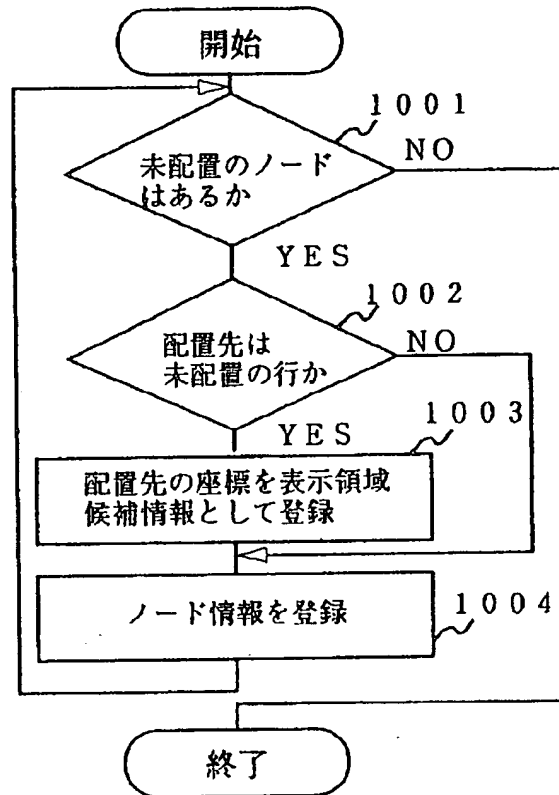 開始
1001
未配置のノード
はあるか
NO
YES
1002
配置先は
未配置の行か
NO
YES
1003
配置先の座標を表示領域
候補情報として登録
ノード情報を登録
1004
終了